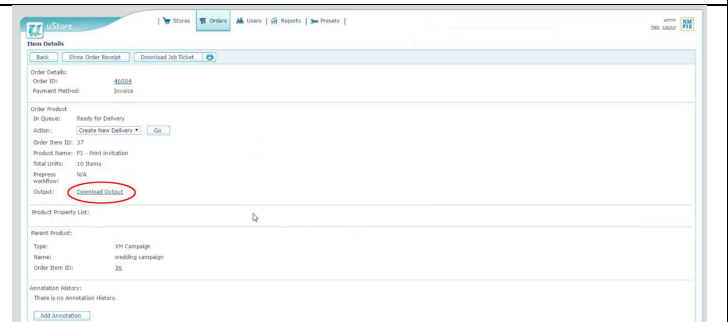 uStore
| Stores Orders Users | Reports | Presets |
admin
Help Logout
XM PIE
Item Details
Back Show Order Receipt Download Job Ticket
Order Details:
Order ID: 46004
Payment Method: Invoice
Order Product
In Queue: Ready for Delivery
Action: Create New Delivery Go
Order Item ID: 37
Product Name: P1 - Print invitation
Total Units: 10 Items
Prepress workflow: N/A
Output: Download Output
Product Property List:
Parent Product:
Type: XM Campaign
Name: wedding campaign
Order Item ID: 36
Annotation History:
There is no Annotation History.
Add Annotation